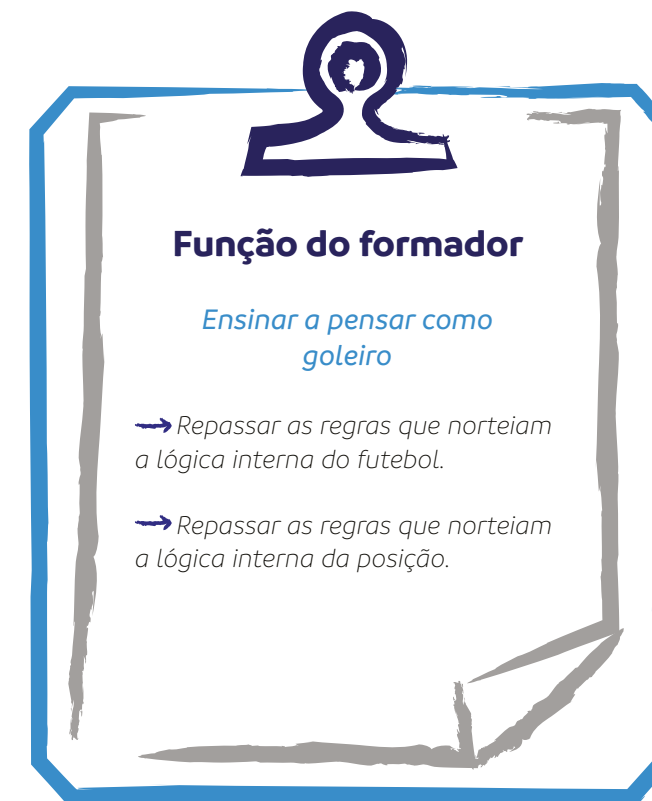 Função do formador
Ensinar a pensar como
goleiro
→ Repassar as regras que norteiam
a lógica interna do futebol.
→ Repassar as regras que norteiam
a lógica interna da posição.